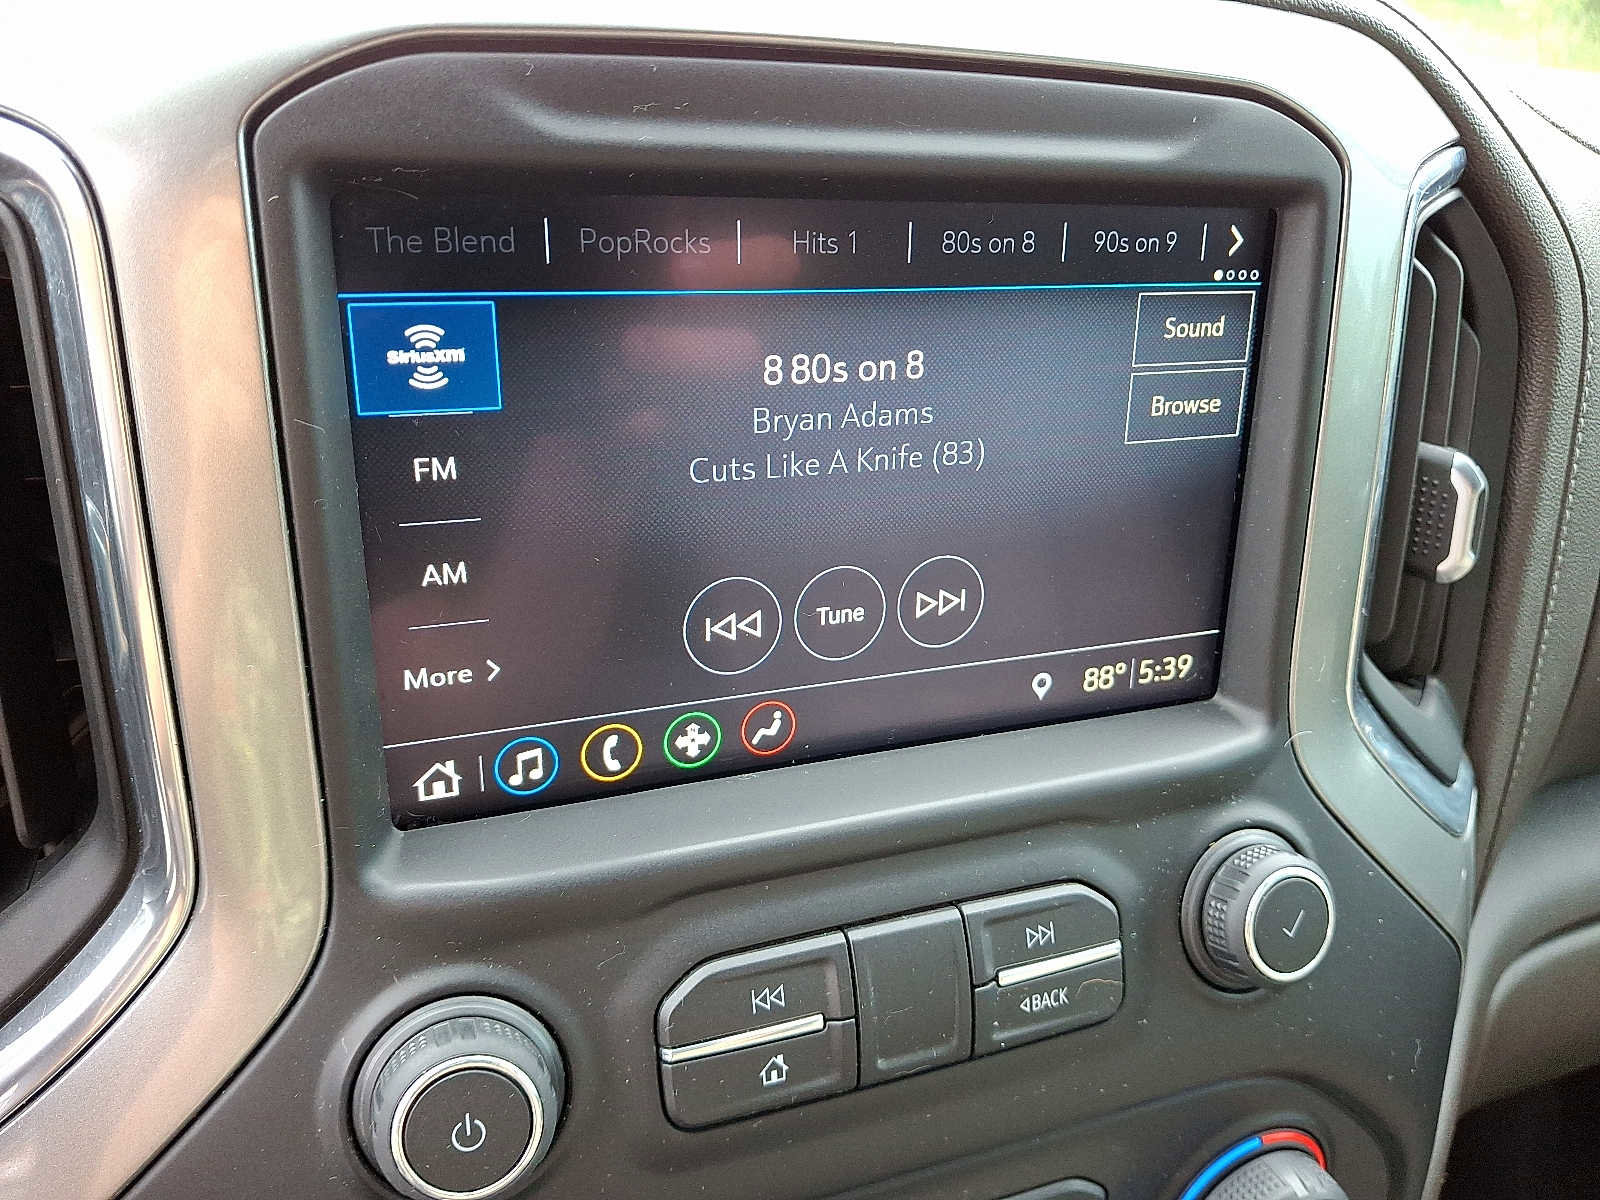 The Blend | PopRocks | Hits 1 | 80s on 8 | 90s on 9
SiriusXM
Sound
8 80s on 8
Browse
Bryan Adams
Cuts Like A Knife (83)
FM
AM
Tune
More
88° 5:39
BACK